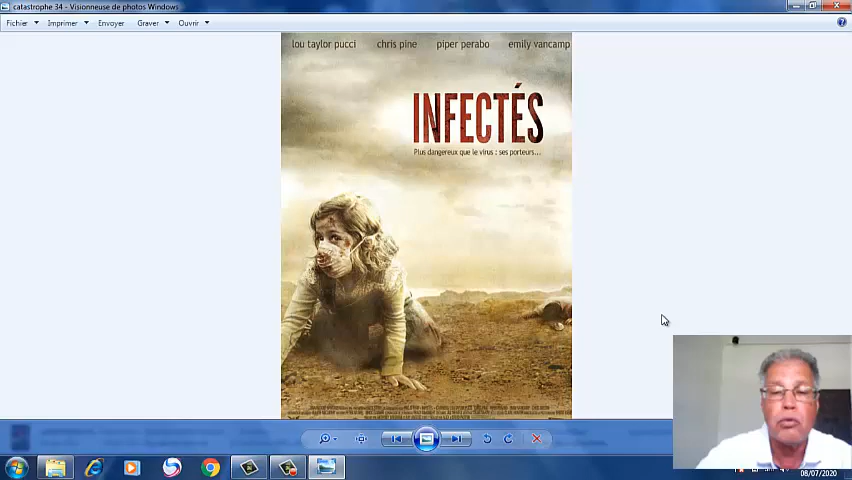 catastrophe 34 - Visionneuse de photos Windows
Fichier Imprimer Envoyer Graver Ouvrir
lou taylor pucci chris pine piper perabo emily vancamp
INFECTÉS
Plus dangereux que le virus : ses porteurs...
08/07/2020